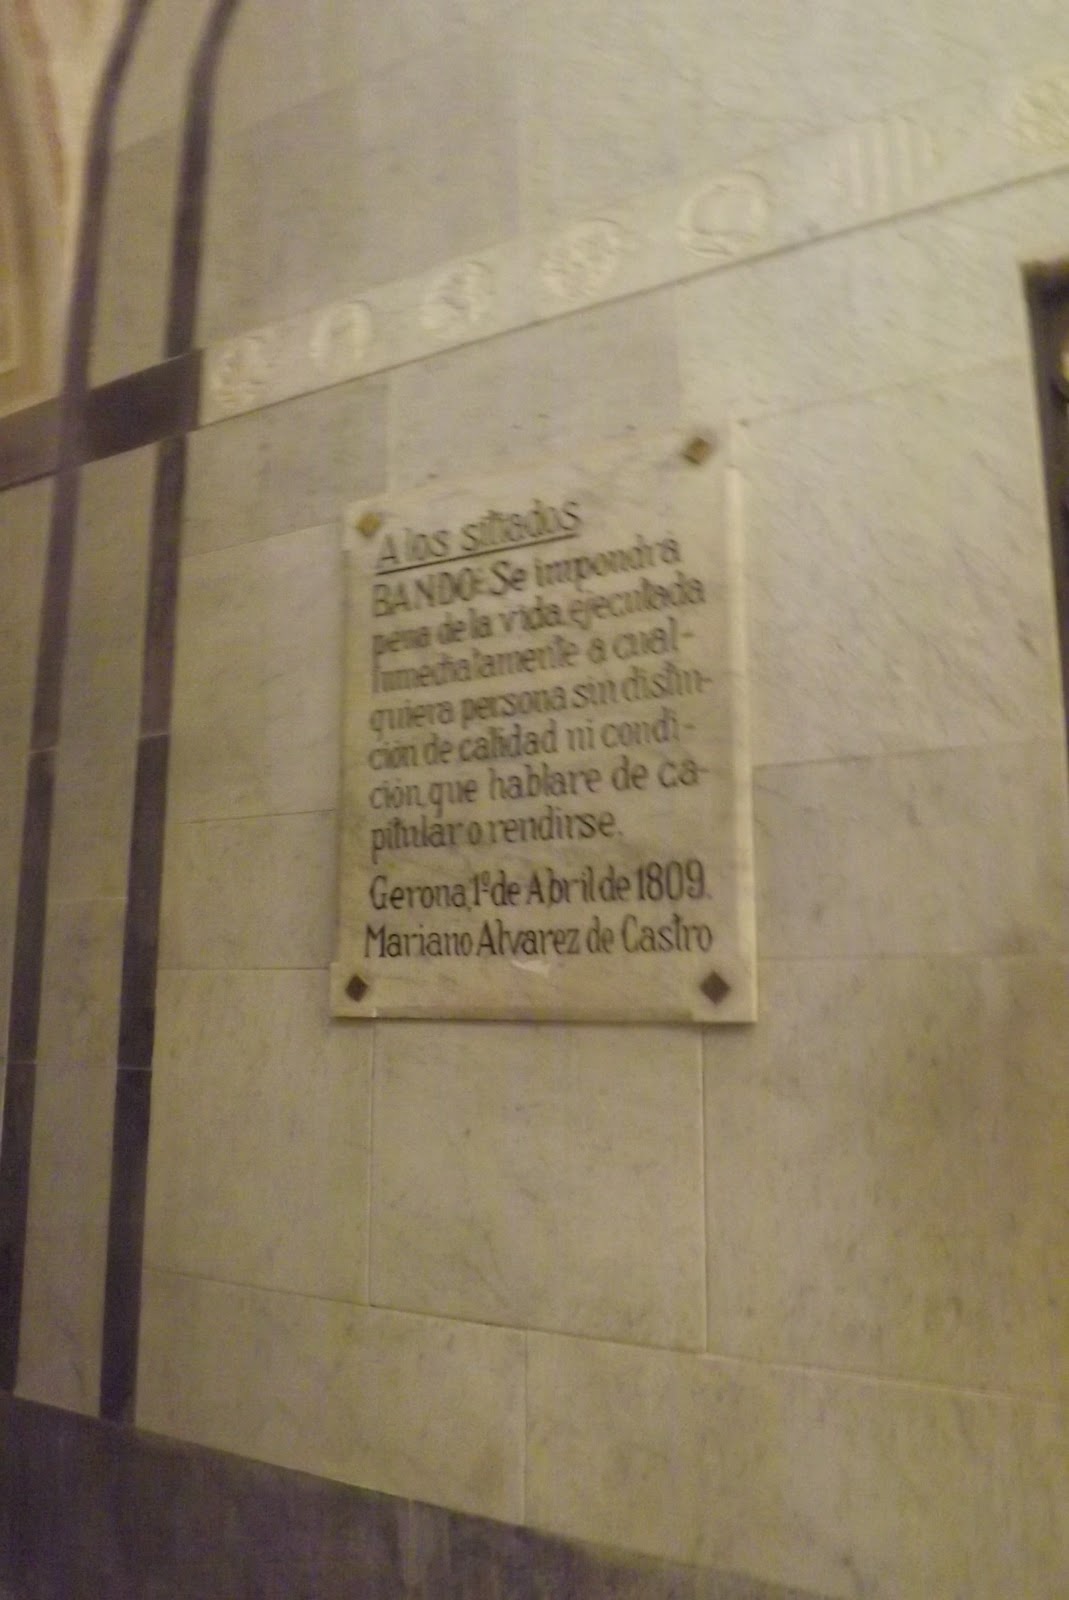 A los sitiados
BANDO: Se impondrá
pena de la vida ejecutada
inmediatamente a cual-
quiera persona sin distin-
ción de calidad ni condi-
ción, que hablare de ca-
pitular o rendirse.
Gerona, 1º de Abril de 1809.
Mariano Alvarez de Castro